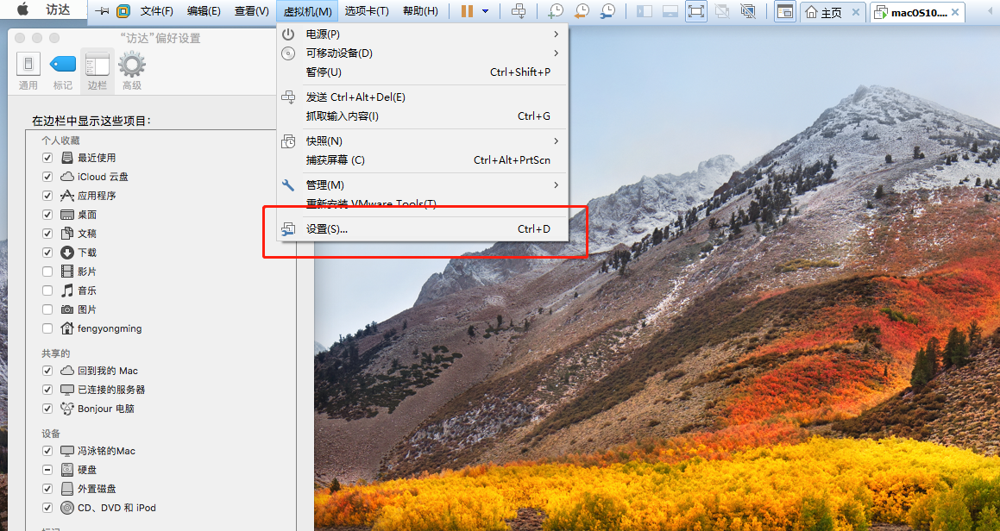 访达 文件(F) 编辑(E) 查看(V) 虚拟机(M) 选项卡(T) 帮助(H) 主页 macOS10....
“访达”偏好设置
通用 标记 边栏 高级
在边栏中显示这些项目：
个人收藏
最近使用
iCloud 云盘
应用程序
桌面
文稿
下载
影片
音乐
图片
fengyongming
共享的
回到我的 Mac
已连接的服务器
Bonjour 电脑
设备
冯泳铭的Mac
硬盘
外置磁盘
CD、DVD 和 iPod
标记
电源(P)
可移动设备(D)
暂停(U) Ctrl+Shift+P
发送 Ctrl+Alt+Del(E)
抓取输入内容(I) Ctrl+G
快照(N)
捕获屏幕 (C) Ctrl+Alt+PrtScn
管理(M)
重新安装 VMware Tools(T)
设置(S)... Ctrl+D